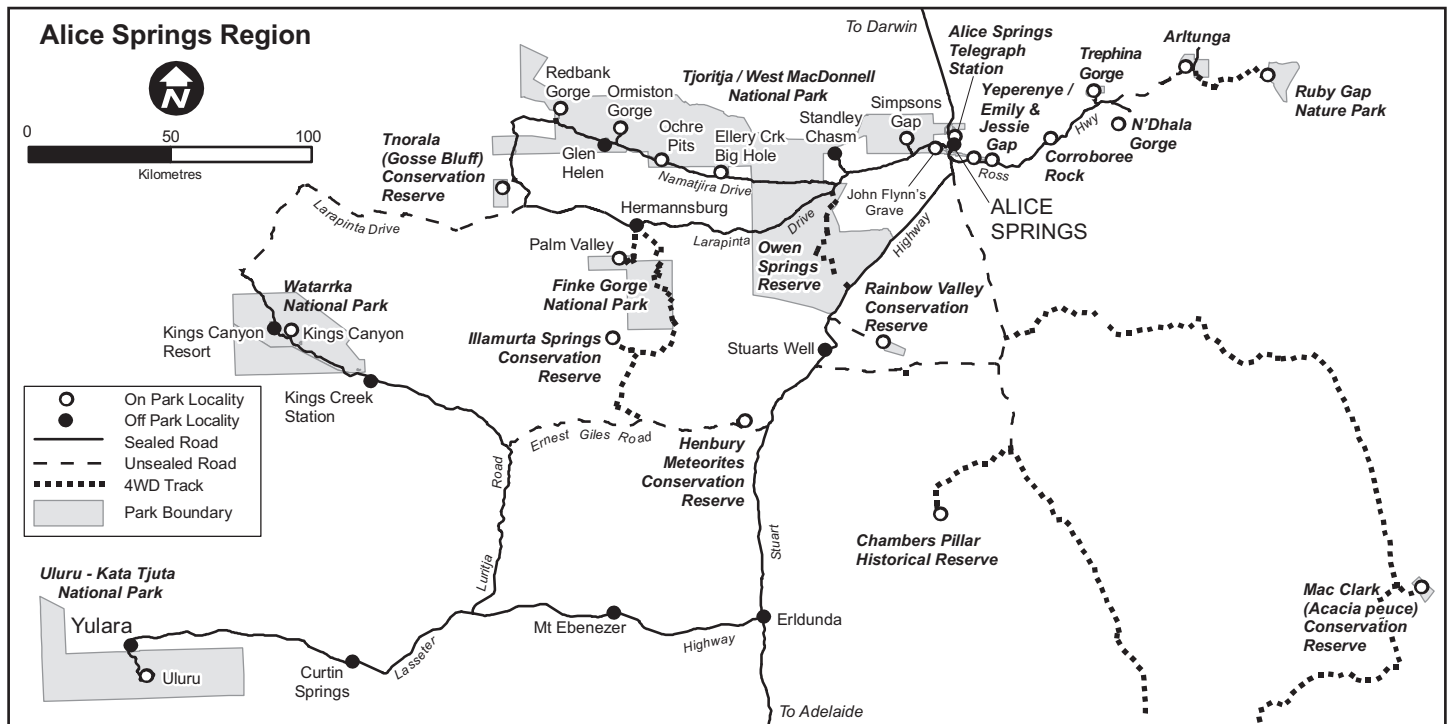 Alice Springs Region
N
0 50 100
Kilometres
To Darwin
Alice Springs
Telegraph
Station
Trephina
Gorge
Arltunga
Ruby Gap
Nature Park
Yeperenye /
Emily &
Jessie
Gap
N'Dhala
Gorge
Corroboree
Rock
Ross
Hwy
Redbank
Gorge
Ormiston
Gorge
Tjoritja / West MacDonnell
National Park
Simpsons
Gap
Standley
Chasm
Ochre
Pits
Ellery Crk
Big Hole
Glen
Helen
Namatjira Drive
Tnorala
(Gosse Bluff)
Conservation
Reserve
John Flynn's
Grave
ALICE
SPRINGS
Larapinta Drive
Hermannsburg
Larapinta
Drive
Highway
Palm Valley
Owen
Springs
Reserve
Finke Gorge
National Park
Rainbow Valley
Conservation
Reserve
Watarrka
National Park
Kings Canyon
Resort
Kings Canyon
Illamurta Springs
Conservation
Reserve
Stuarts Well
Kings Creek
Station
On Park Locality
Off Park Locality
Sealed Road
Unsealed Road
4WD Track
Park Boundary
Ernest Giles Road
Henbury
Meteorites
Conservation
Reserve
Road
Luritja
Stuart
Chambers Pillar
Historical Reserve
Uluru - Kata Tjuta
National Park
Yulara
Uluru
Curtin
Springs
Lasseter
Mt Ebenezer
Highway
Erldunda
Mac Clark
(Acacia peuce)
Conservation
Reserve
To Adelaide